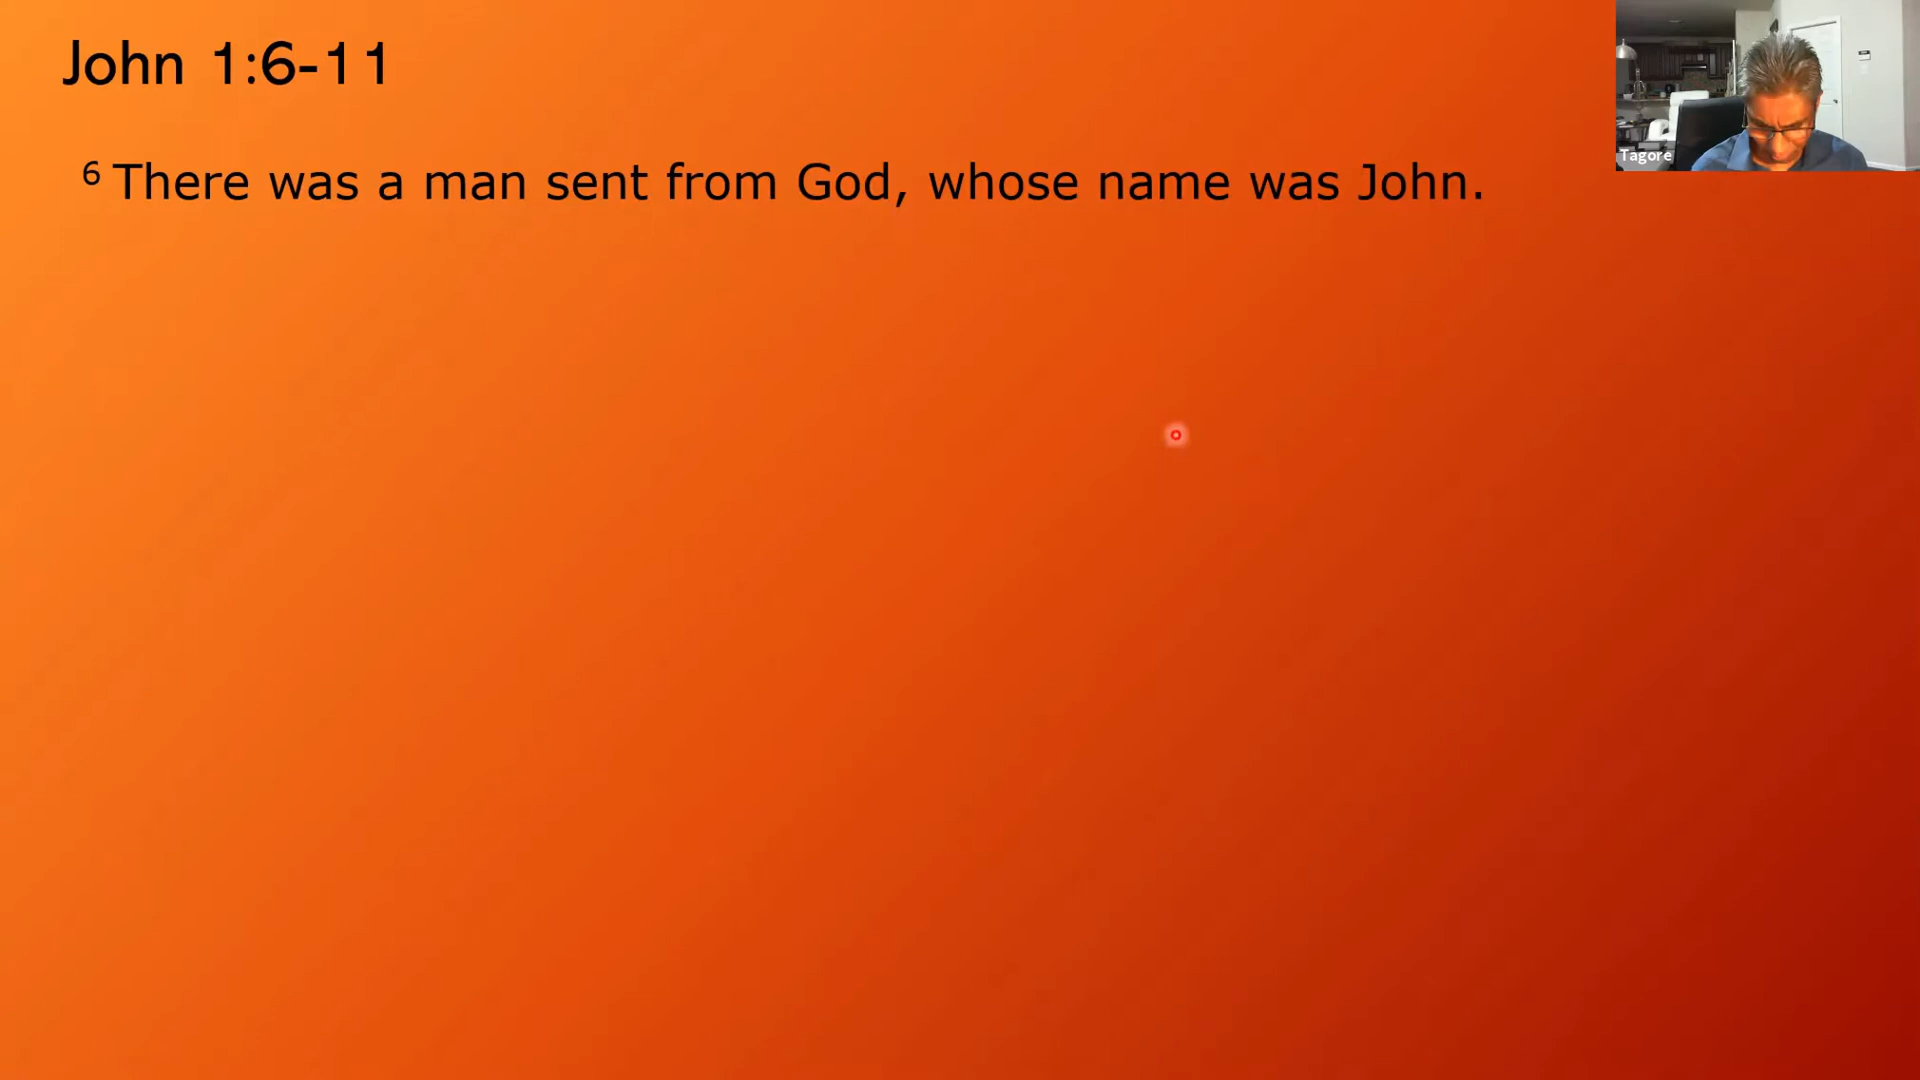 John 1:6-11
Tagore
6 There was a man sent from God, whose name was John.